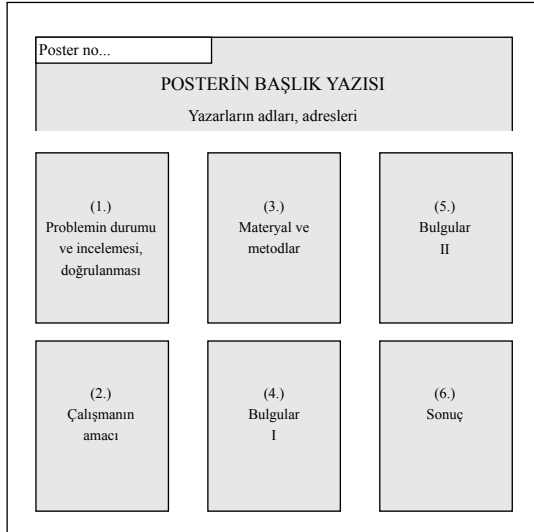 Poster no...
POSTERİN BAŞLIK YAZISI
Yazarların adları, adresleri
(1.)
Problemin durumu
ve incelemesi,
doğrulanması
(2.)
Çalışmanın
amacı
(3.)
Materyal ve
metodlar
(4.)
Bulgular
I
(5.)
Bulgular
II
(6.)
Sonuç